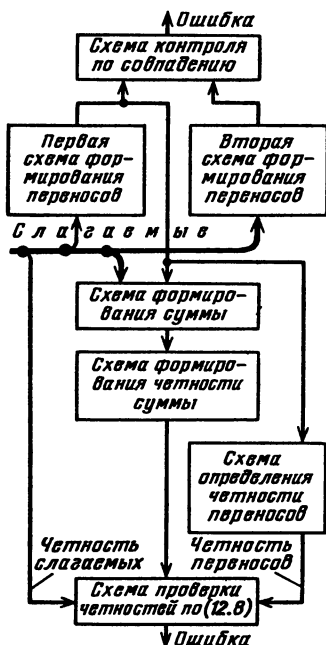 Ошибка
Схема контроля
по совпадению
Первая
схема фор-
мирования
переносов
Вторая
схема фор-
мирования
переносов
Слагаемые
Схема формиро-
вания суммы
Схема формиро-
вания четности
суммы
Схема
определения
четности
переносов
Четность
слагаемых
Четность
переносов
Схема проверки
четностей по (12.8)
Ошибка